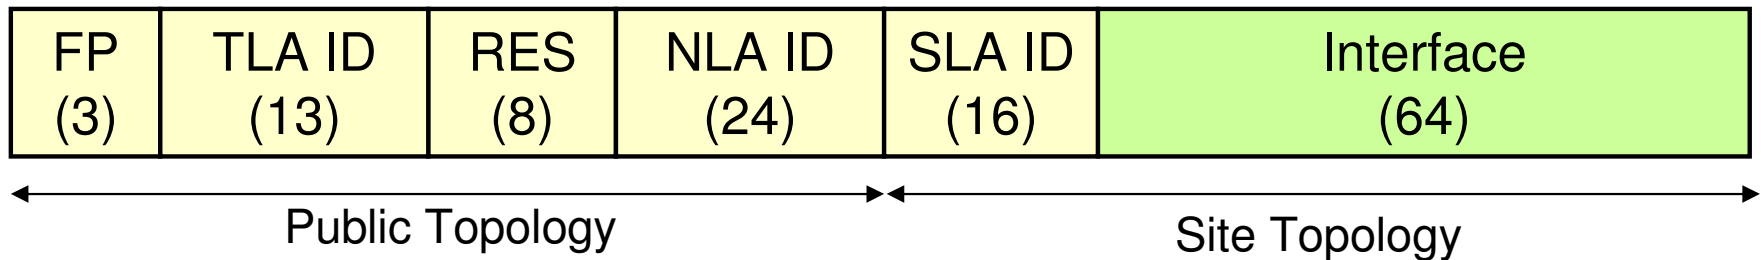 FP TLA ID RES NLA ID SLA ID Interface
(3) (13) (8) (24) (16) (64)
Public Topology Site Topology